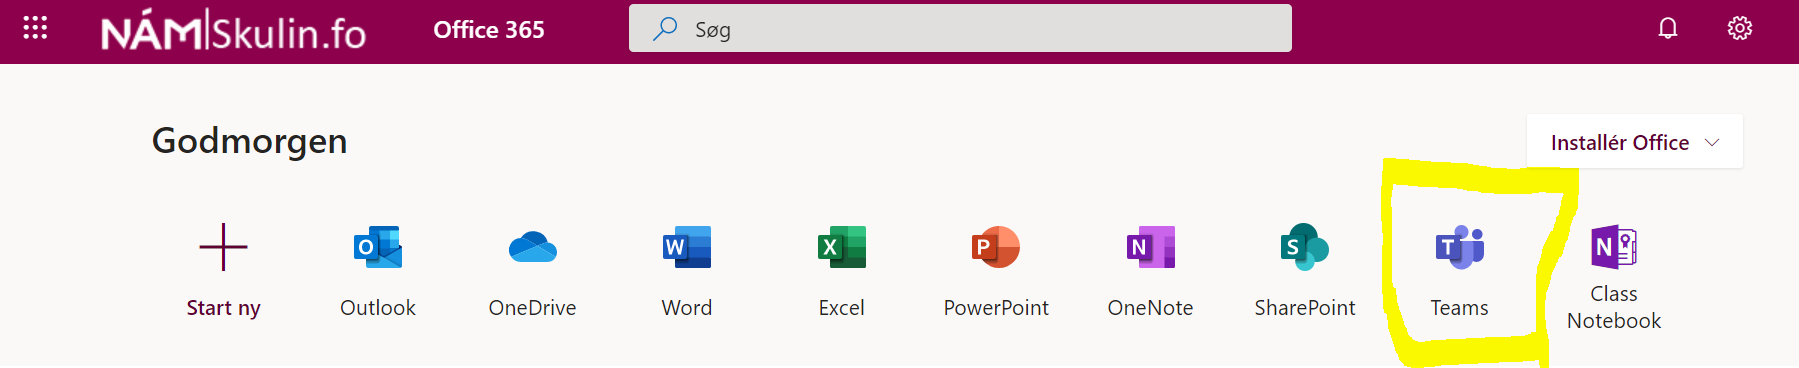 NÁM|Skulin.fo
Office 365
Søg
Godmorgen
Installér Office
Start ny
Outlook
OneDrive
Word
Excel
PowerPoint
OneNote
SharePoint
Teams
Class
Notebook